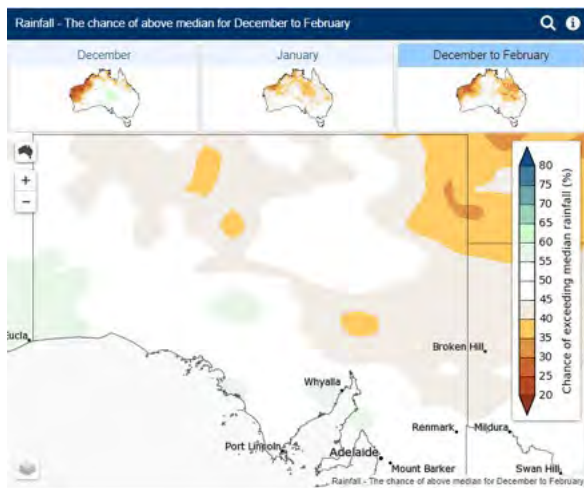 Rainfall - The chance of above median for December to February
December
January
December to February
+
−
80
75
70
65
60
55
50
45
40
35
30
25
20
Chance of exceeding median rainfall (%)
Eucla
Broken Hill
Whyalla
Renmark
Mildura
Port Lincoln
Adelaide
Mount Barker
Swan Hill
Rainfall - The chance of above median for December to February